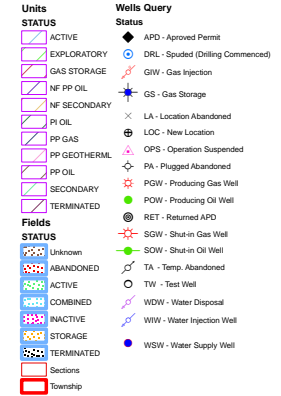 Units
STATUS
ACTIVE
EXPLORATORY
GAS STORAGE
NF PP OIL
NF SECONDARY
PI OIL
PP GAS
PP GEOTHERML
PP OIL
SECONDARY
TERMINATED
Fields
STATUS
Unknown
ABANDONED
ACTIVE
COMBINED
INACTIVE
STORAGE
TERMINATED
Sections
Township
Wells Query
Status
APD - Aproved Permit
DRL - Spuded (Drilling Commenced)
GIW - Gas Injection
GS - Gas Storage
LA - Location Abandoned
LOC - New Location
OPS - Operation Suspended
PA - Plugged Abandoned
PGW - Producing Gas Well
POW - Producing Oil Well
RET - Returned APD
SGW - Shut-in Gas Well
SOW - Shut-in Oil Well
TA - Temp. Abandoned
TW - Test Well
WDW - Water Disposal
WIW - Water Injection Well
WSW - Water Supply Well